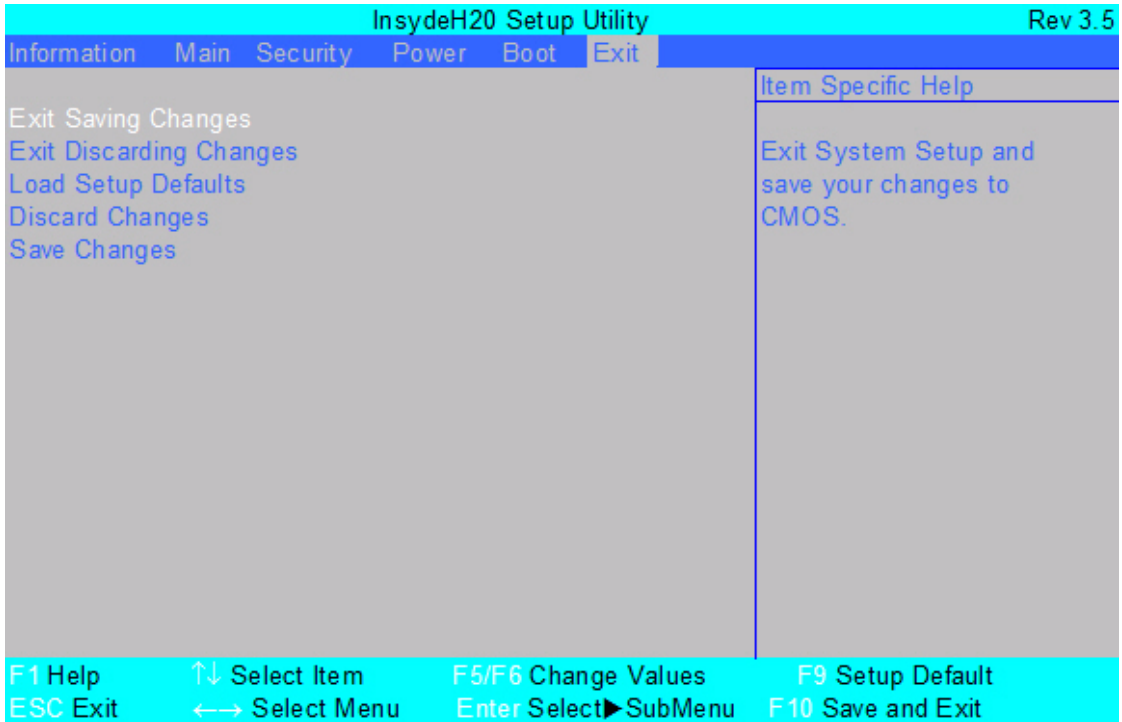 InsydeH20 Setup Utility Rev 3.5
Information Main Security Power Boot Exit
Item Specific Help
Exit Saving Changes
Exit Discarding Changes
Load Setup Defaults
Discard Changes
Save Changes
Exit System Setup and
save your changes to
CMOS.
F1 Help ↑↓ Select Item F5/F6 Change Values F9 Setup Default
ESC Exit ←→ Select Menu Enter Select▶SubMenu F10 Save and Exit